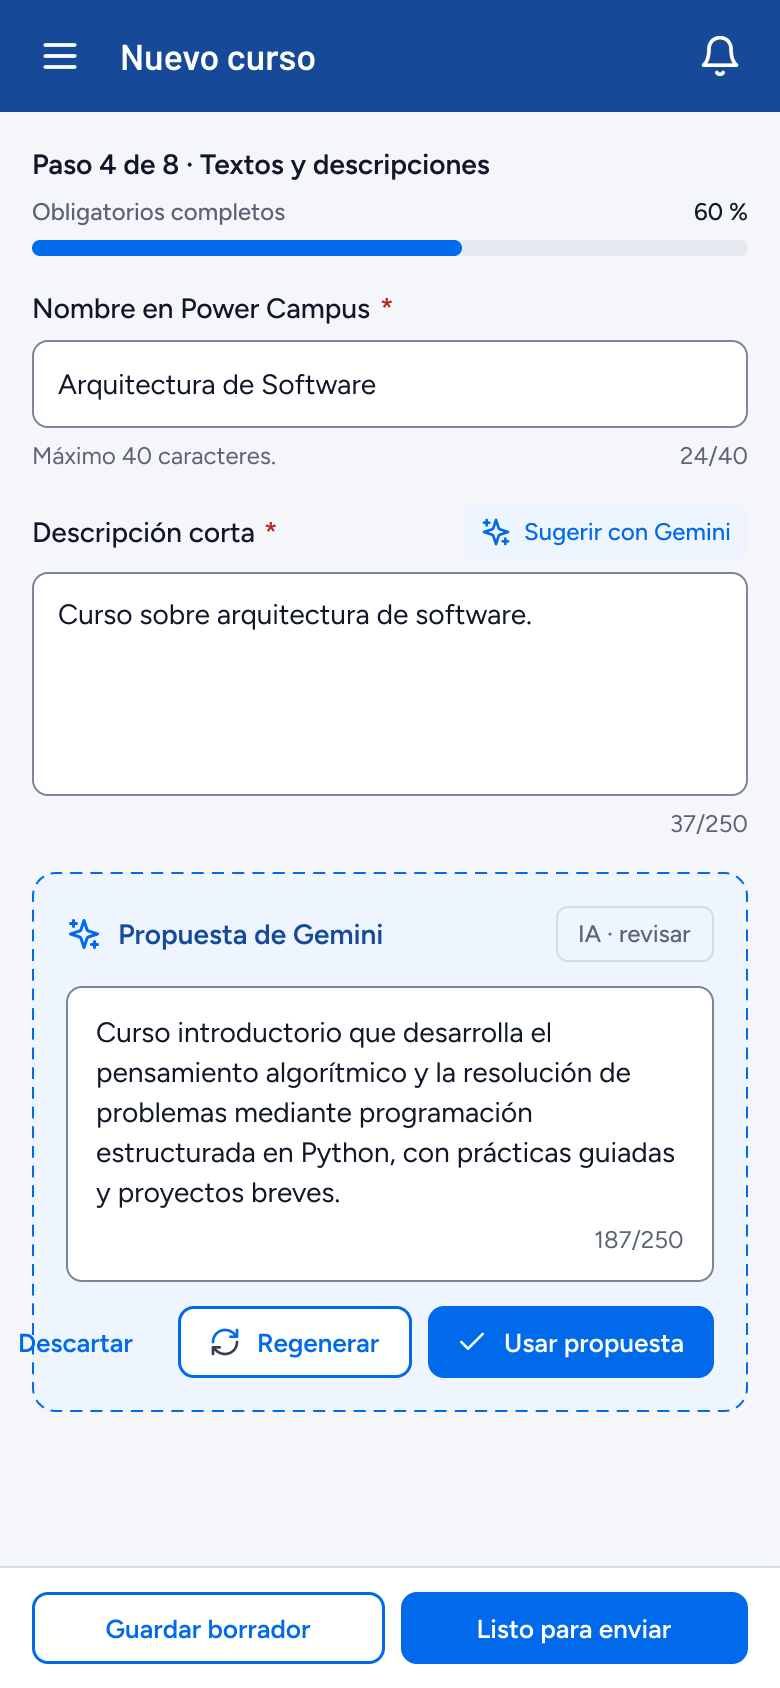 Nuevo curso
Paso 4 de 8 · Textos y descripciones
Obligatorios completos 60 %
Nombre en Power Campus *
Arquitectura de Software
Máximo 40 caracteres. 24/40
Descripción corta * Sugerir con Gemini
Curso sobre arquitectura de software.
37/250
Propuesta de Gemini IA · revisar
Curso introductorio que desarrolla el
pensamiento algorítmico y la resolución de
problemas mediante programación
estructurada en Python, con prácticas guiadas
y proyectos breves.
187/250
Descartar Regenerar Usar propuesta
Guardar borrador Listo para enviar